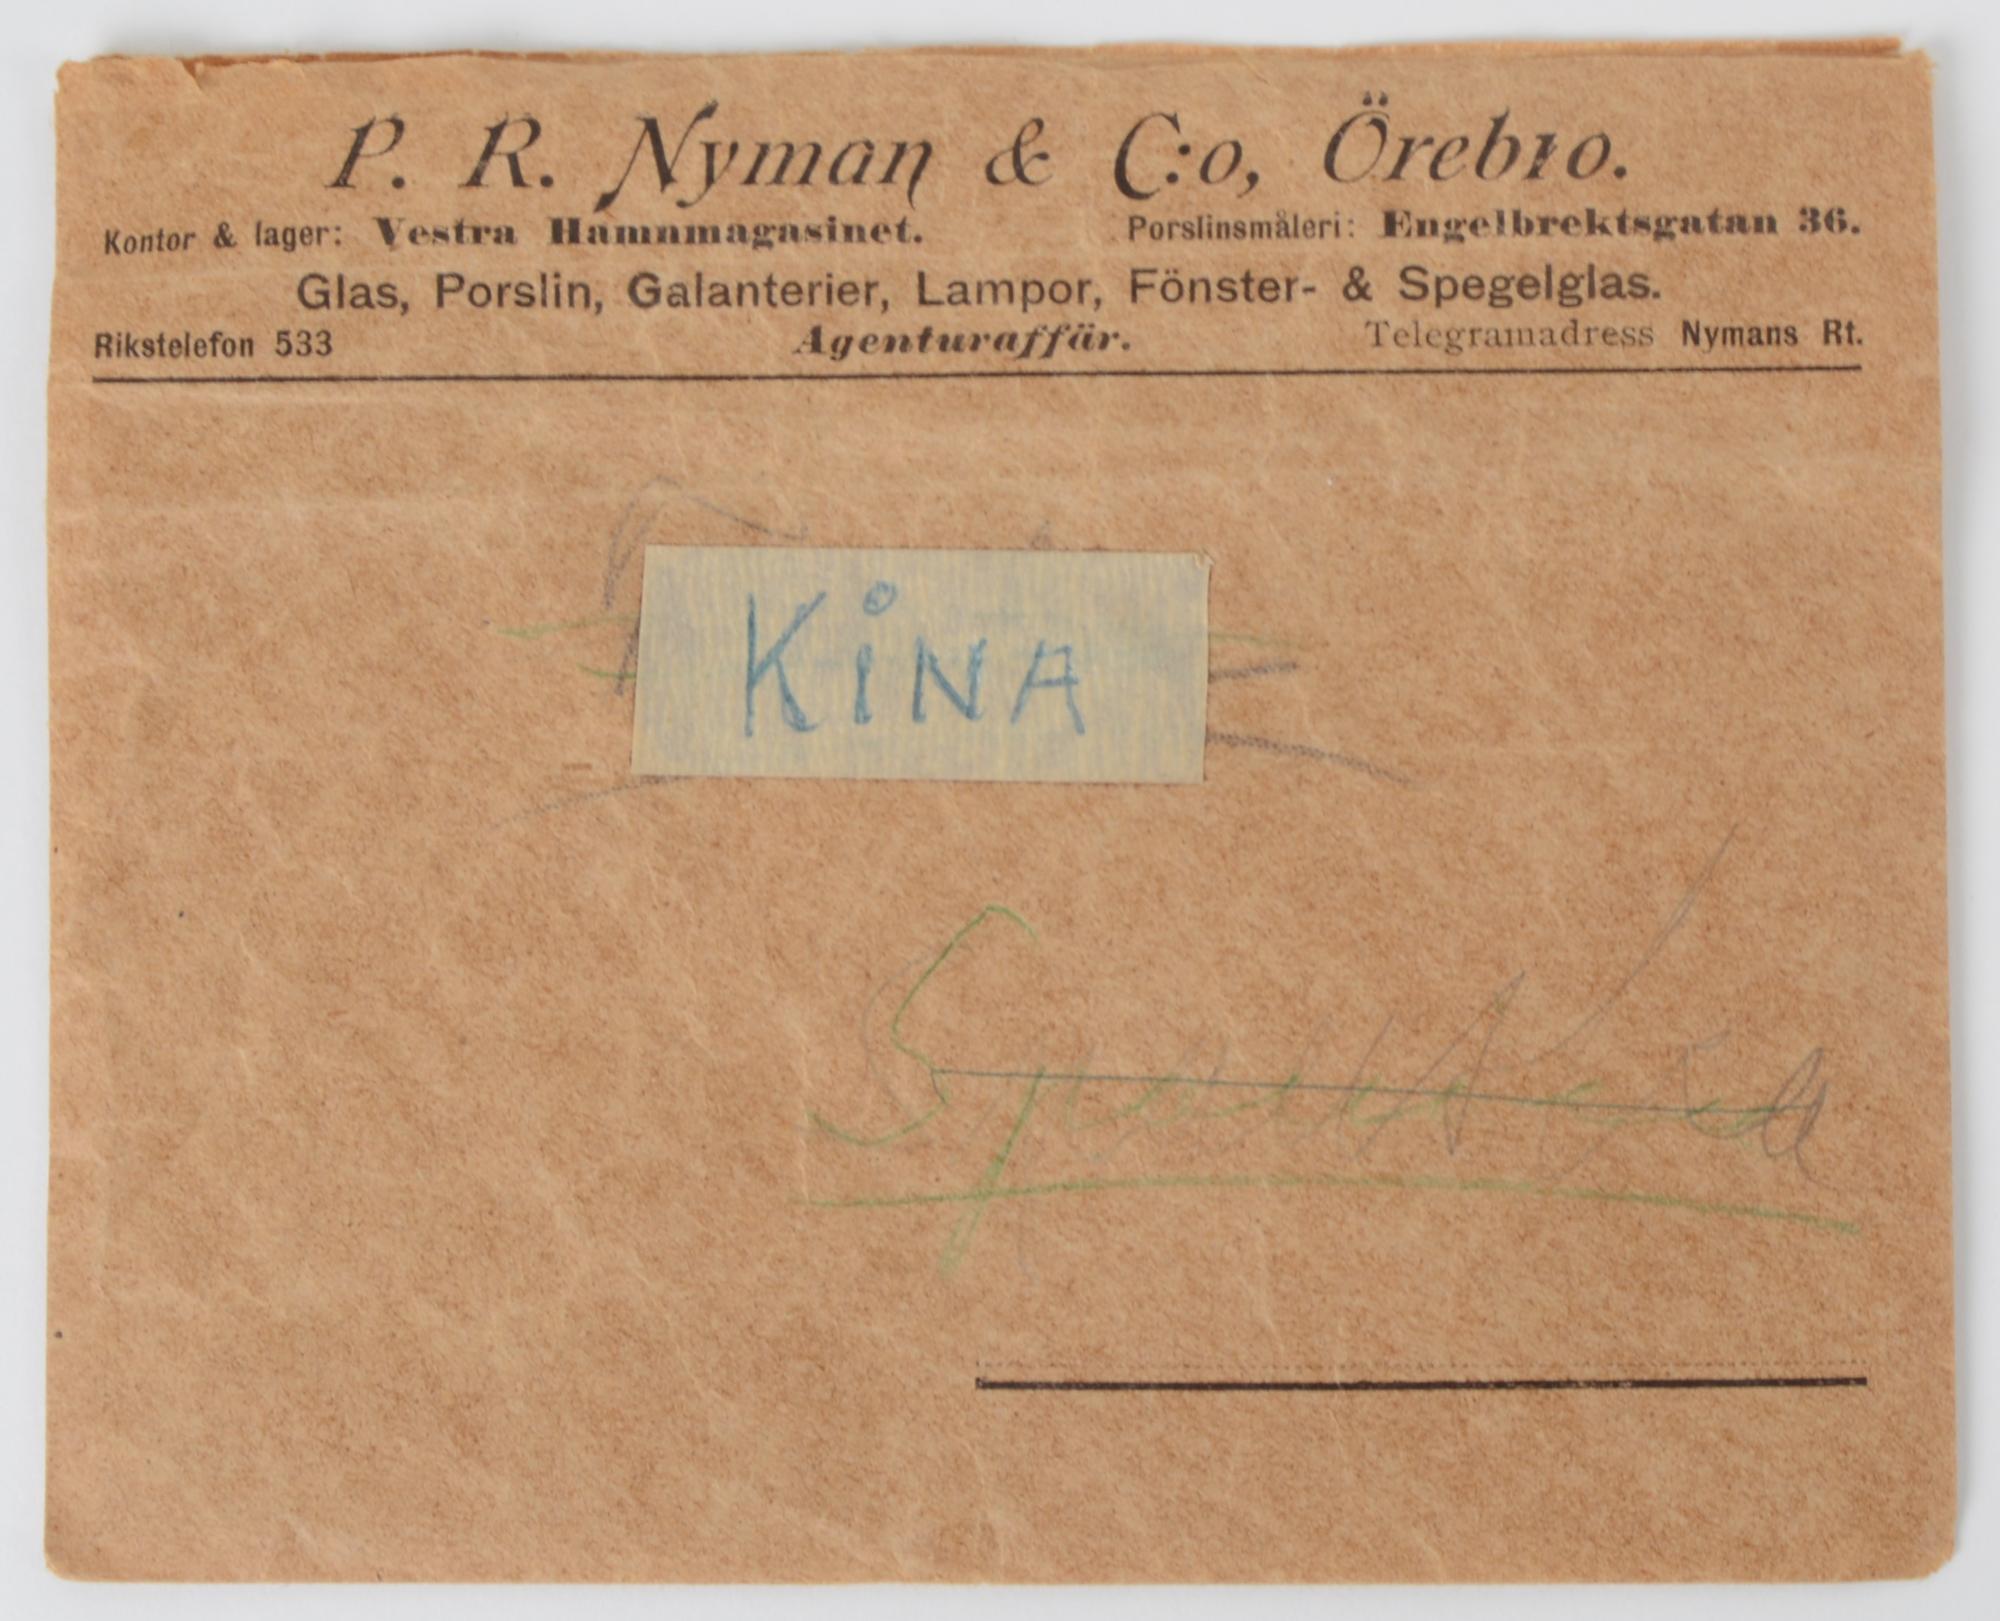 P. R. Nyman & C:o, Örebro.
Kontor & lager: Vestra Hamnmagasinet. Porslinsmåleri: Engelbrektsgatan 36.
Glas, Porslin, Galanterier, Lampor, Fönster- & Spegelglas.
Rikstelefon 533 Agenturaffär. Telegramadress Nymans Rt.
KiNA